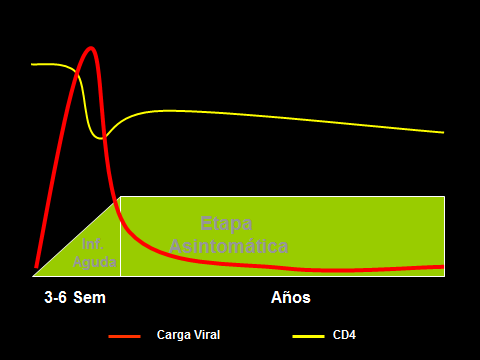 Etapa
Asintomática
Inf.
Aguda
3-6 Sem
Años
Carga Viral
CD4